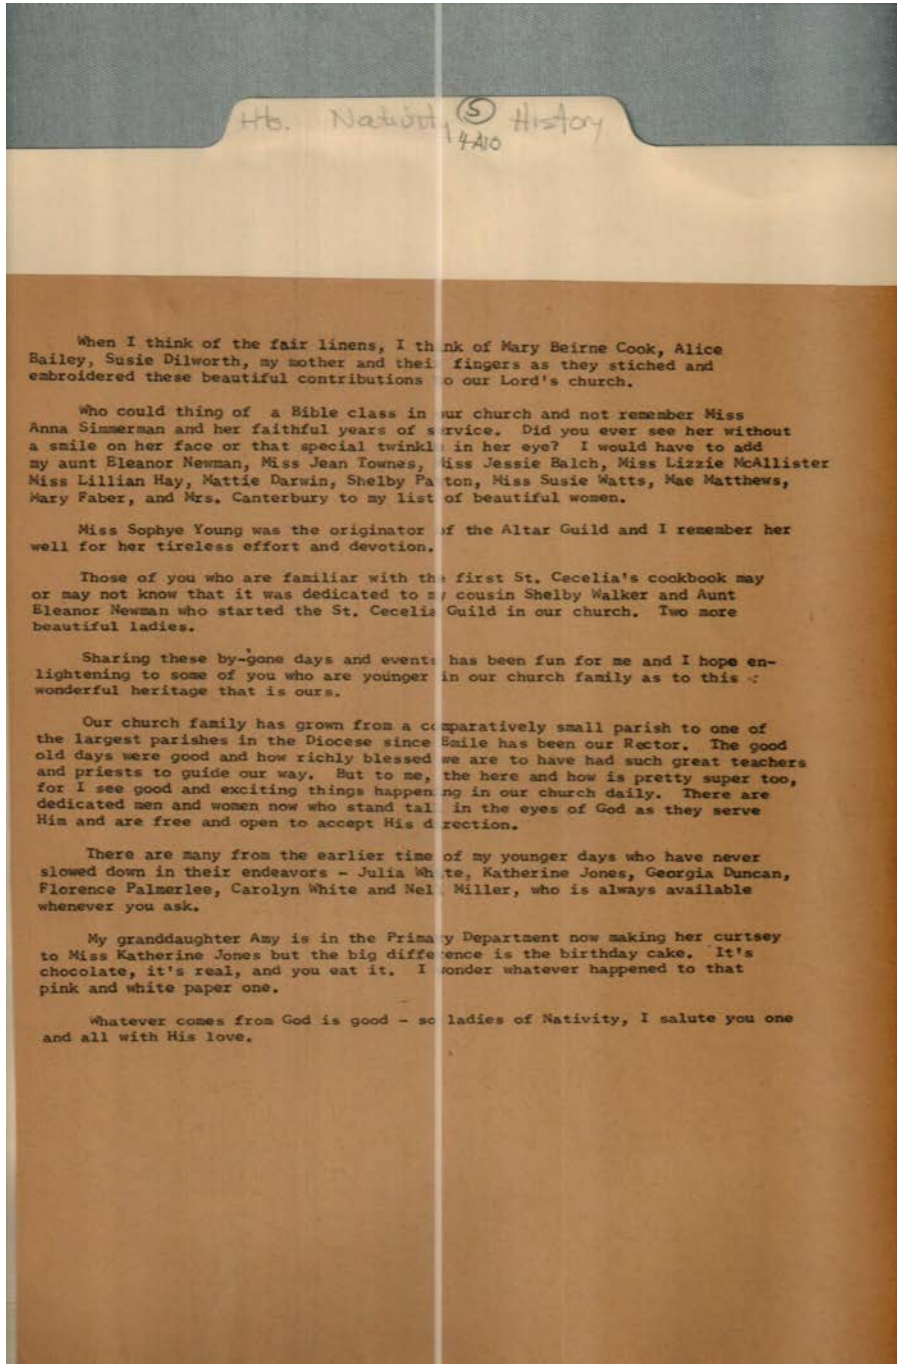 Hts. Nativity (5) History
4-A10
When I think of the fair linens, I think of Mary Beirne Cook, Alice
Bailey, Susie Dilworth, my mother and their fingers as they stiched and
embroidered these beautiful contributions to our Lord's church.
Who could thing of a Bible class in our church and not remember Miss
Anna Simmerman and her faithful years of service. Did you ever see her without
a smile on her face or that special twinkle in her eye? I would have to add
my aunt Eleanor Newman, Miss Jean Townes, Miss Jessie Balch, Miss Lizzie McAllister
Miss Lillian Hay, Mattie Darwin, Shelby Patton, Miss Susie Watts, Mae Matthews,
Mary Faber, and Mrs. Canterbury to my list of beautiful women.
Miss Sophye Young was the originator of the Altar Guild and I remember her
well for her tireless effort and devotion.
Those of you who are familiar with the first St. Cecelia's cookbook may
or may not know that it was dedicated to my cousin Shelby Walker and Aunt
Eleanor Newman who started the St. Cecelia Guild in our church. Two more
beautiful ladies.
Sharing these by-gone days and events has been fun for me and I hope en-
lightening to some of you who are younger in our church family as to this
wonderful heritage that is ours.
Our church family has grown from a comparatively small parish to one of
the largest parishes in the Diocese since Emile has been our Rector. The good
old days were good and how richly blessed we are to have had such great teachers
and priests to guide our way. But to me, the here and how is pretty super too,
for I see good and exciting things happening in our church daily. There are
dedicated men and women now who stand tall in the eyes of God as they serve
Him and are free and open to accept His direction.
There are many from the earlier time of my younger days who have never
slowed down in their endeavors - Julia White, Katherine Jones, Georgia Duncan,
Florence Palmerlee, Carolyn White and Nell Miller, who is always available
whenever you ask.
My granddaughter Amy is in the Primary Department now making her curtsey
to Miss Katherine Jones but the big difference is the birthday cake. It's
chocolate, it's real, and you eat it. I wonder whatever happened to that
pink and white paper one.
Whatever comes from God is good - so ladies of Nativity, I salute you one
and all with His love.